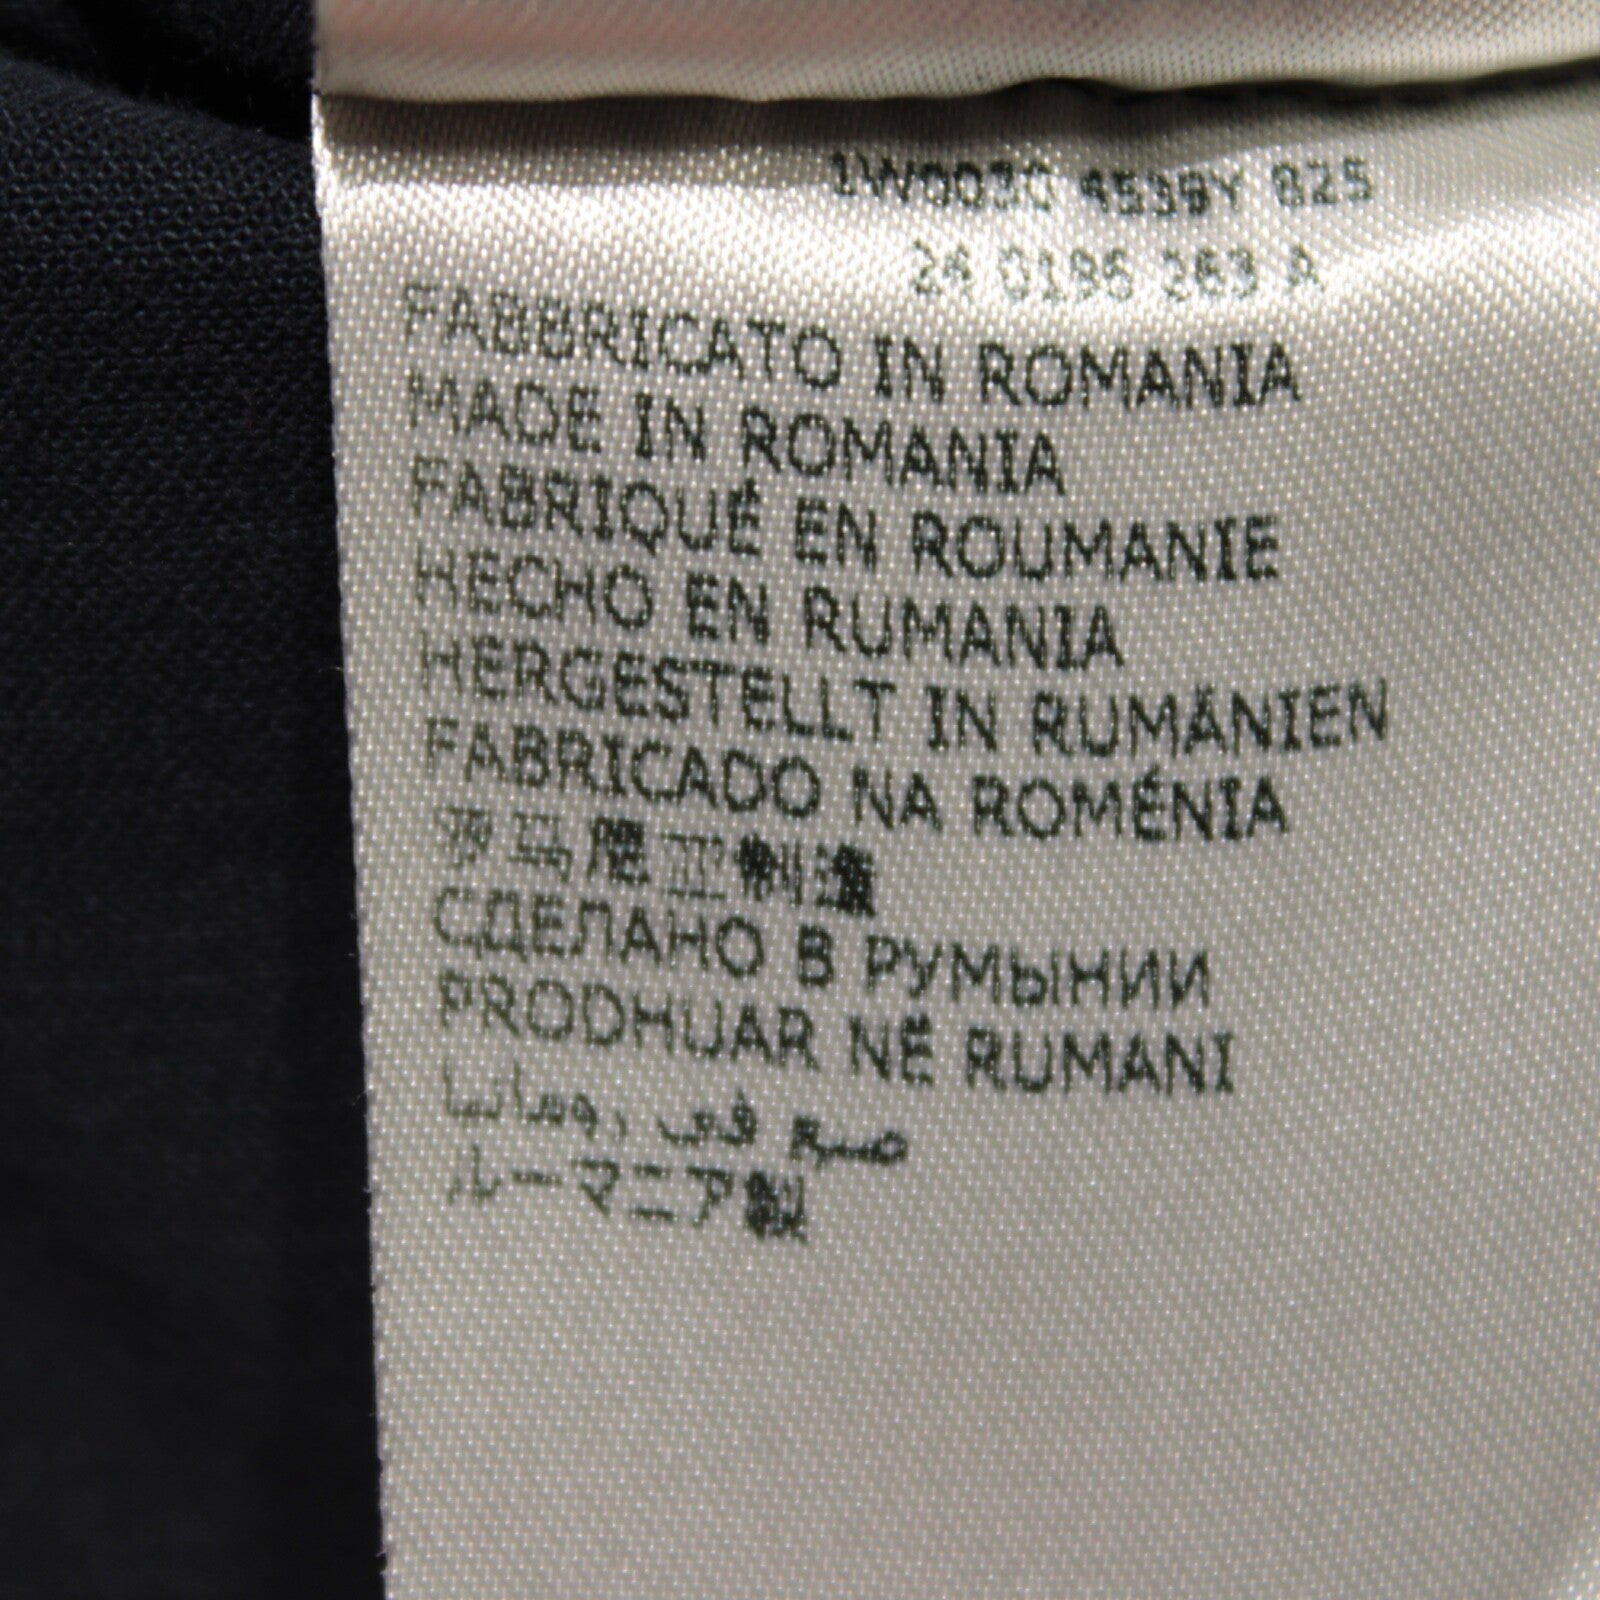 1W0030 4539Y 825
24 0196 263 A
FABBRICATO IN ROMANIA
MADE IN ROMANIA
FABRIQUÉ EN ROUMANIE
HECHO EN RUMANIA
HERGESTELLT IN RUMÄNIEN
FABRICADO NA ROMÉNIA
罗马尼亚制造
СДЕЛАНО В РУМЫНИИ
PRODHUAR NË RUMANI
صنع في رومانيا
ルーマニア製